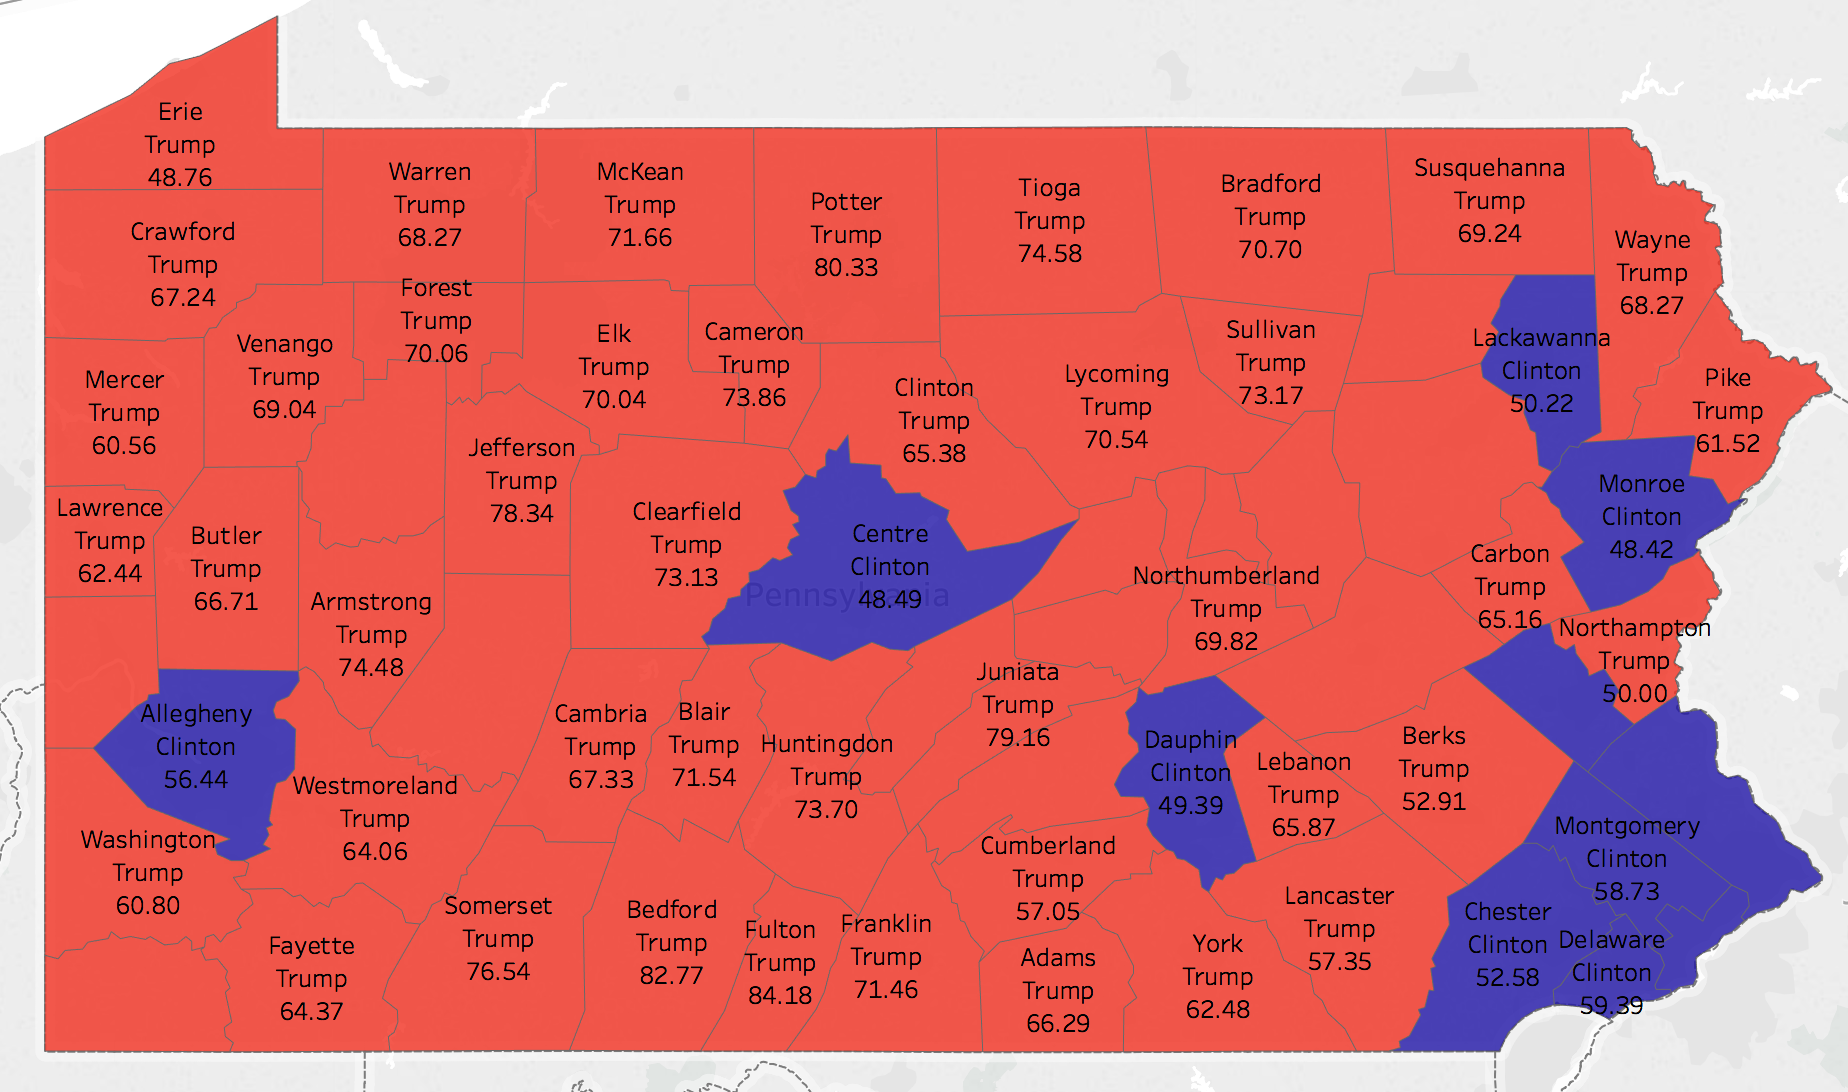 Erie
Trump
48.76
Warren
Trump
68.27
McKean
Trump
71.66
Potter
Trump
80.33
Tioga
Trump
74.58
Bradford
Trump
70.70
Susquehanna
Trump
69.24
Wayne
Trump
68.27
Crawford
Trump
67.24
Forest
Trump
70.06
Venango
Trump
69.04
Elk
Trump
70.04
Cameron
Trump
73.86
Sullivan
Trump
73.17
Lackawanna
Clinton
50.22
Mercer
Trump
60.56
Clinton
Trump
65.38
Lycoming
Trump
70.54
Pike
Trump
61.52
Jefferson
Trump
78.34
Lawrence
Trump
62.44
Butler
Trump
66.71
Clearfield
Trump
73.13
Centre
Clinton
48.49
Pennsylvania
Monroe
Clinton
48.42
Carbon
Trump
65.16
Northumberland
Trump
69.82
Armstrong
Trump
74.48
Northampton
Trump
50.00
Juniata
Trump
79.16
Allegheny
Clinton
56.44
Cambria
Trump
67.33
Blair
Trump
71.54
Huntingdon
Trump
73.70
Dauphin
Clinton
49.39
Lebanon
Trump
65.87
Berks
Trump
52.91
Westmoreland
Trump
64.06
Washington
Trump
60.80
Cumberland
Trump
57.05
Montgomery
Clinton
58.73
Somerset
Trump
76.54
Bedford
Trump
82.77
Fulton
Trump
84.18
Franklin
Trump
71.46
Lancaster
Trump
57.35
Chester
Clinton
52.58
Delaware
Clinton
59.39
Fayette
Trump
64.37
Adams
Trump
66.29
York
Trump
62.48